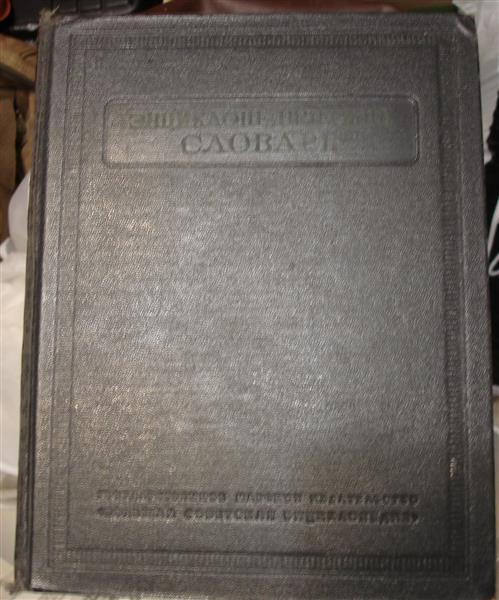 ЭНЦИКЛОПЕДИЧЕСКИЙ
СЛОВАРЬ
ГОСУДАРСТВЕННОЕ НАУЧНОЕ ИЗДАТЕЛЬСТВО
«БОЛЬШАЯ СОВЕТСКАЯ ЭНЦИКЛОПЕДИЯ»